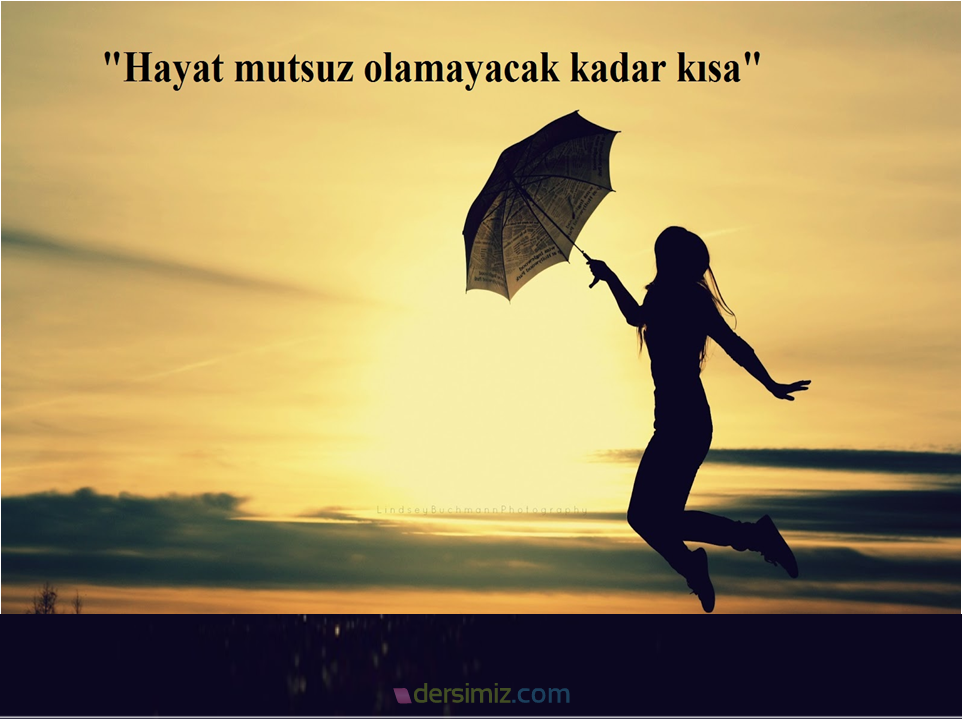 "Hayat mutsuz olamayacak kadar kısa"
LindseyBuchmannPhotography
dersimiz.com